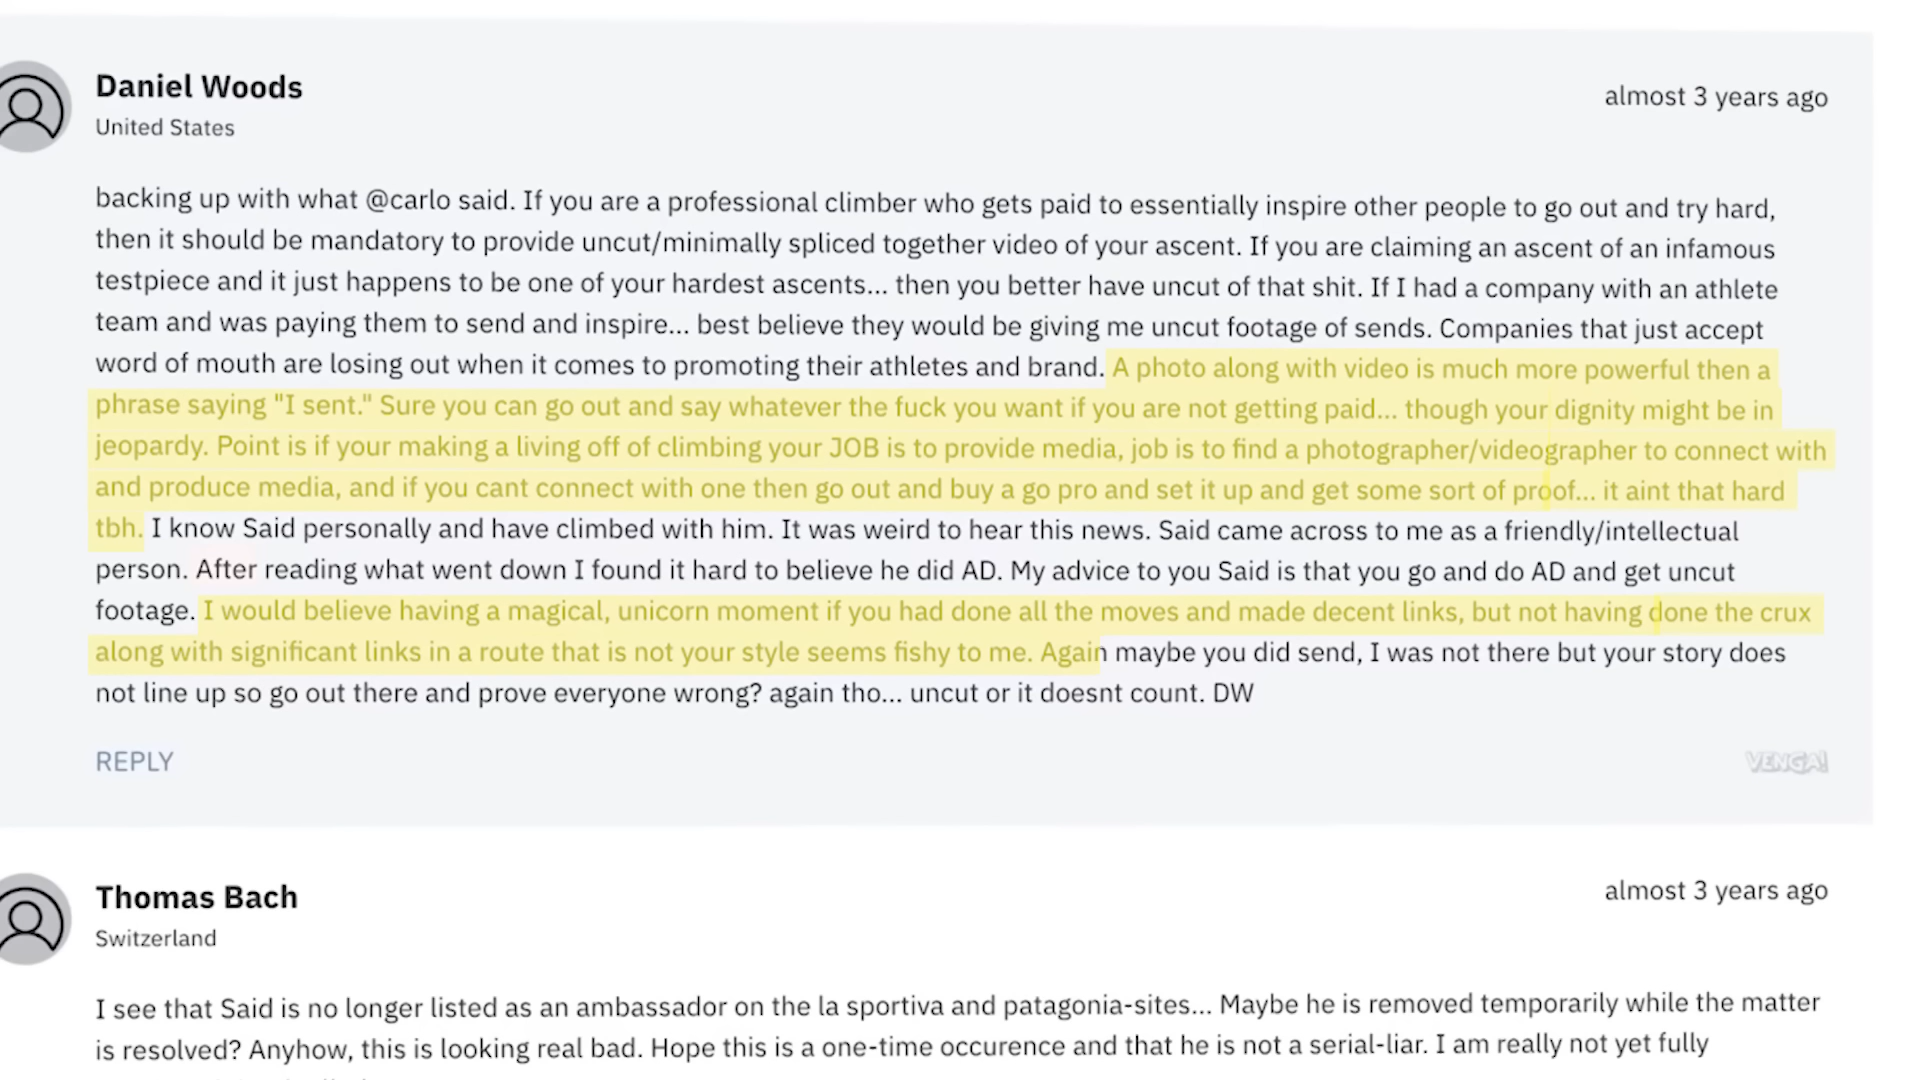 Daniel Woods
almost 3 years ago
United States
backing up with what @carlo said. If you are a professional climber who gets paid to essentially inspire other people to go out and try hard,
then it should be mandatory to provide uncut/minimally spliced together video of your ascent. If you are claiming an ascent of an infamous
testpiece and it just happens to be one of your hardest ascents... then you better have uncut of that shit. If I had a company with an athlete
team and was paying them to send and inspire... best believe they would be giving me uncut footage of sends. Companies that just accept
word of mouth are losing out when it comes to promoting their athletes and brand. A photo along with video is much more powerful then a
phrase saying "I sent." Sure you can go out and say whatever the fuck you want if you are not getting paid... though your dignity might be in
jeopardy. Point is if your making a living off of climbing your JOB is to provide media, job is to find a photographer/videographer to connect with
and produce media, and if you cant connect with one then go out and buy a go pro and set it up and get some sort of proof... it aint that hard
tbh. I know Said personally and have climbed with him. It was weird to hear this news. Said came across to me as a friendly/intellectual
person. After reading what went down I found it hard to believe he did AD. My advice to you Said is that you go and do AD and get uncut
footage. I would believe having a magical, unicorn moment if you had done all the moves and made decent links, but not having done the crux
along with significant links in a route that is not your style seems fishy to me. Again maybe you did send, I was not there but your story does
not line up so go out there and prove everyone wrong? again tho... uncut or it doesnt count. DW
REPLY
VENGA!
Thomas Bach
almost 3 years ago
Switzerland
I see that Said is no longer listed as an ambassador on the la sportiva and patagonia-sites... Maybe he is removed temporarily while the matter
is resolved? Anyhow, this is looking real bad. Hope this is a one-time occurence and that he is not a serial-liar. I am really not yet fully